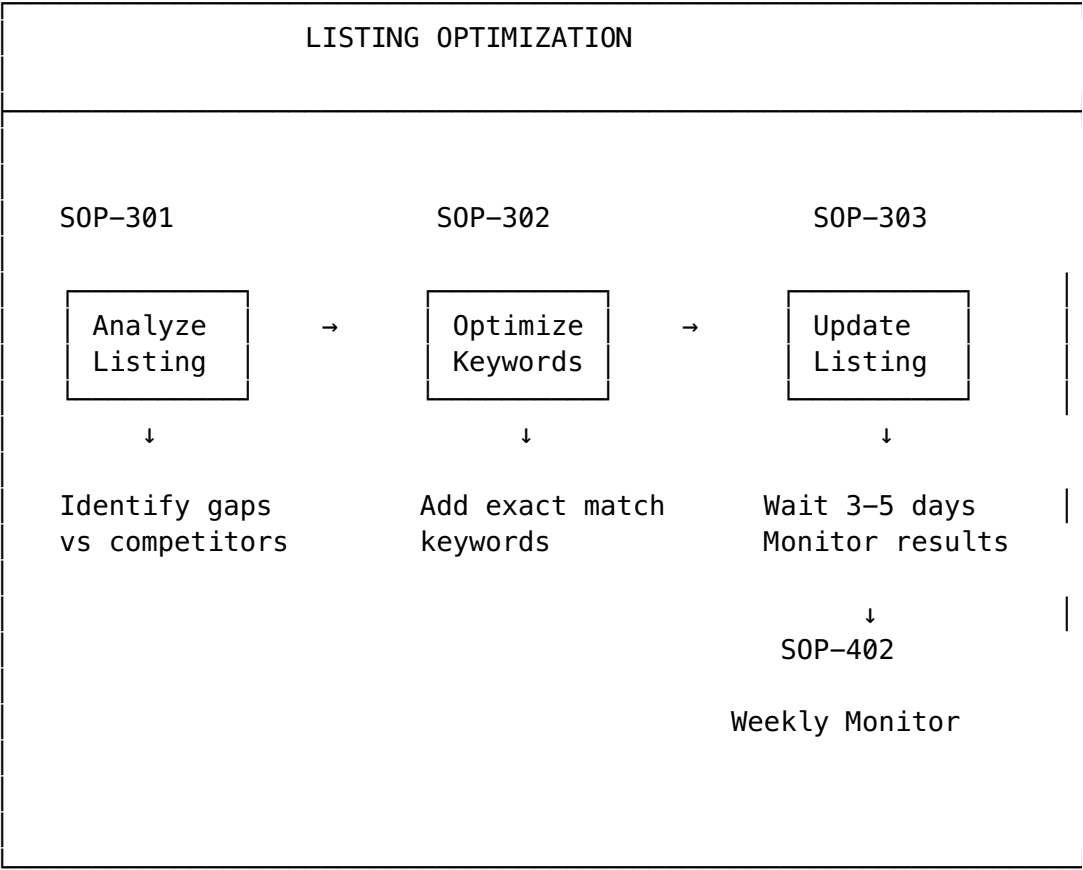 LISTING OPTIMIZATION
SOP–301 SOP–302 SOP–303
Analyze → Optimize → Update
Listing Keywords Listing
↓ ↓ ↓
Identify gaps Add exact match Wait 3–5 days
vs competitors keywords Monitor results
↓
SOP–402
Weekly Monitor